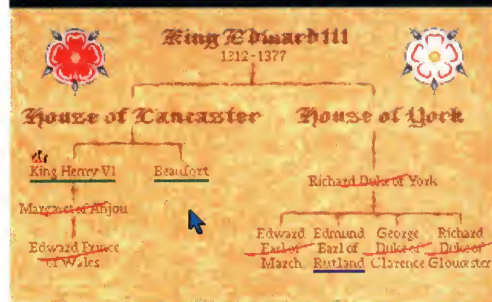 King Edward III
1312-1377
House of Lancaster
House of York
King Henry VI
Beaufort
Richard Duke of York
Margaret of Anjou
Edward Prince
of Wales
Edward
Earl of
March
Edmund
Earl of
Rutland
George
Duke of
Clarence
Richard
Duke of
Gloucester